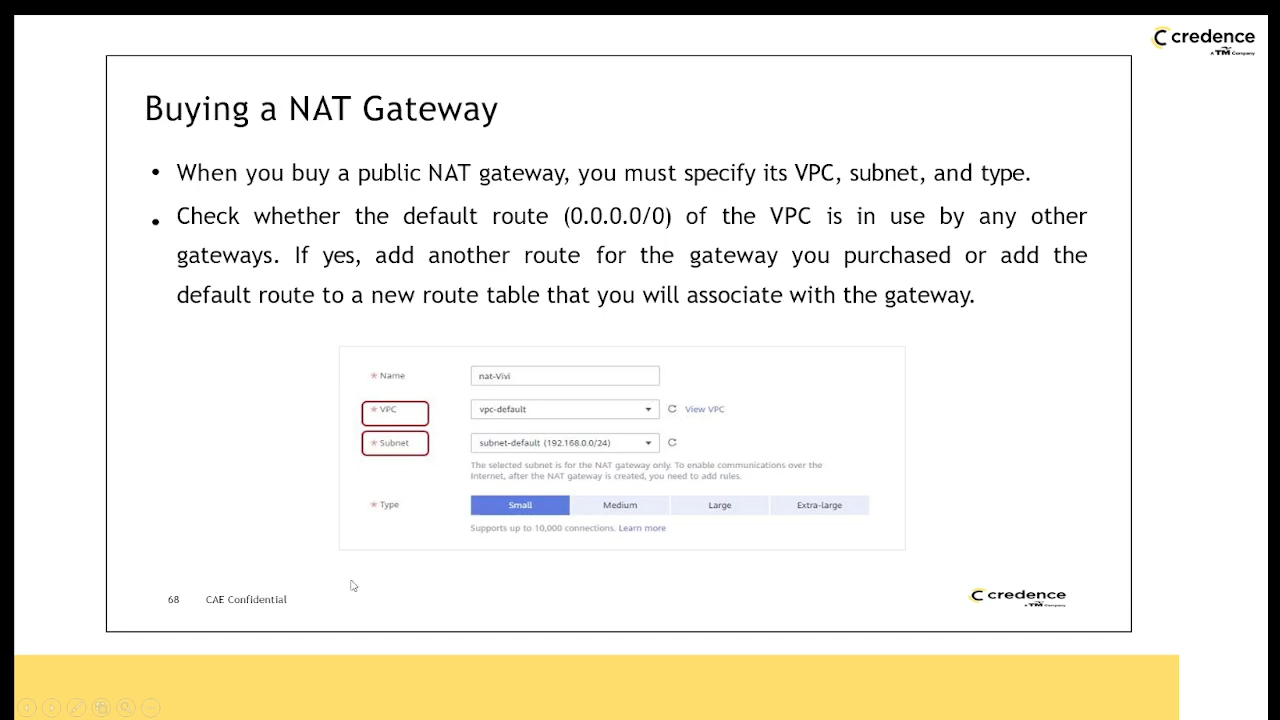 credence
A TM Company
Buying a NAT Gateway
• When you buy a public NAT gateway, you must specify its VPC, subnet, and type.
• Check whether the default route (0.0.0.0/0) of the VPC is in use by any other
gateways. If yes, add another route for the gateway you purchased or add the
default route to a new route table that you will associate with the gateway.
* Name nat-Vivi
* VPC vpc-default View VPC
* Subnet subnet-default (192.168.0.0/24)
The selected subnet is for the NAT gateway only. To enable communications over the
Internet, after the NAT gateway is created, you need to add rules.
* Type Small Medium Large Extra-large
Supports up to 10,000 connections. Learn more
68 CAE Confidential
credence
A TM Company